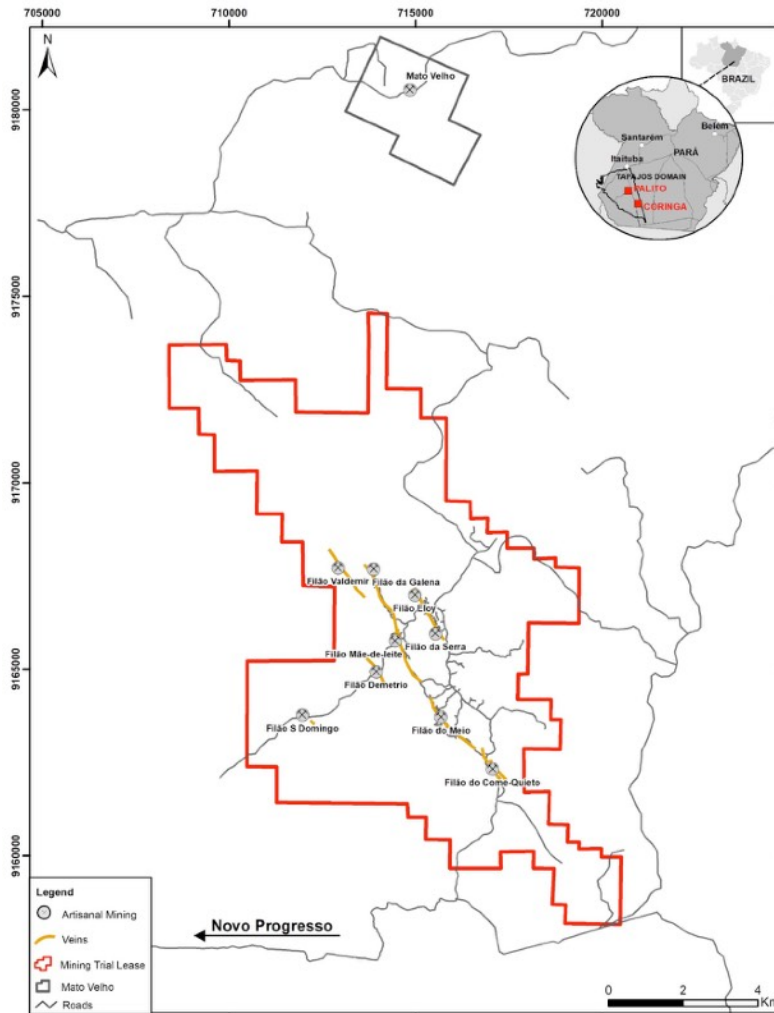 705000
710000
715000
720000
N
Mato Velho
BRAZIL
Belém
Santarém
PARÁ
Itaituba
TAPAJOS DOMAIN
PALITO
CORINGA
9180000
9175000
9170000
9165000
9160000
Filão Valdemir
Filão da Galena
Filão Eloy
Filão da Serra
Filão Mãe-de-leite
Filão Demetrio
Filão S Domingo
Filão do Meio
Filão do Come-Quieto
Novo Progresso
Legend
Artisanal Mining
Veins
Mining Trial Lease
Mato Velho
Roads
0 2 4
Km